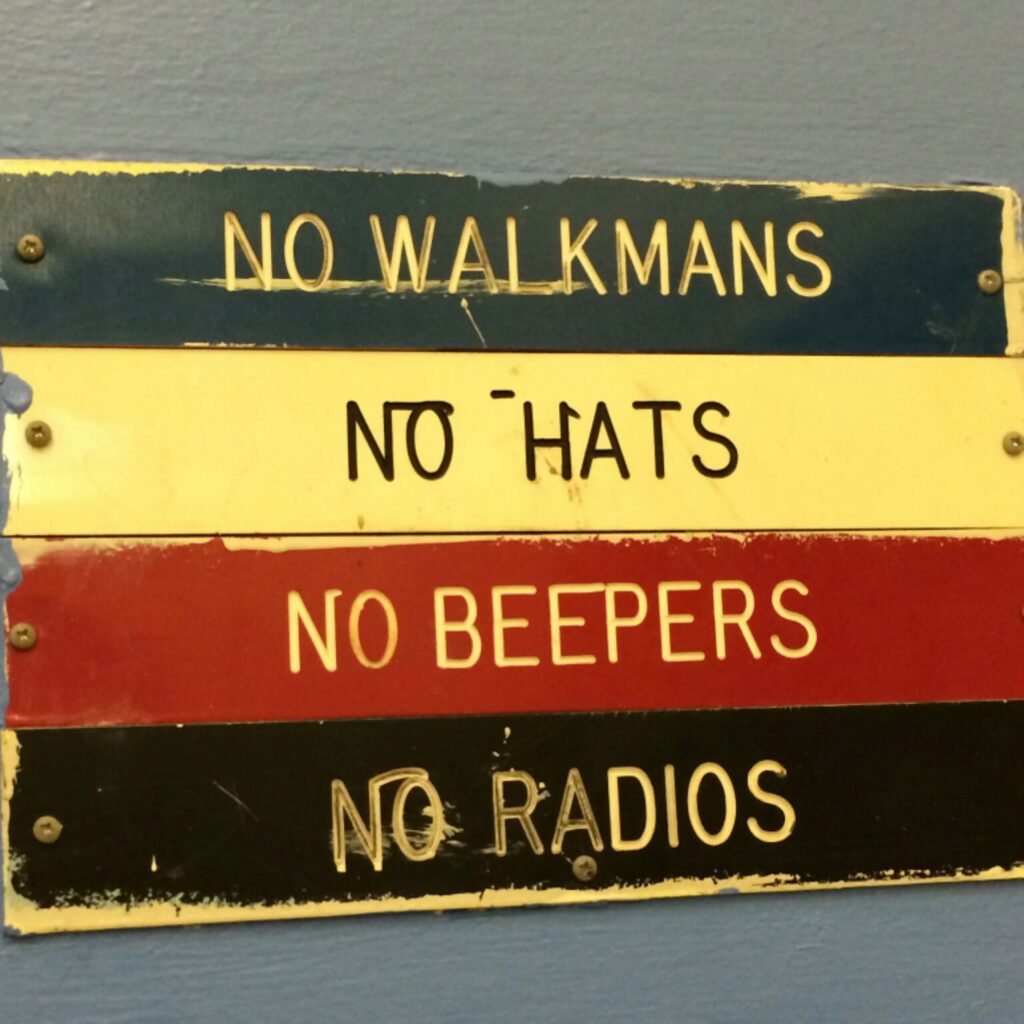 NO WALKMANS
NO HATS
NO BEEPERS
NO RADIOS